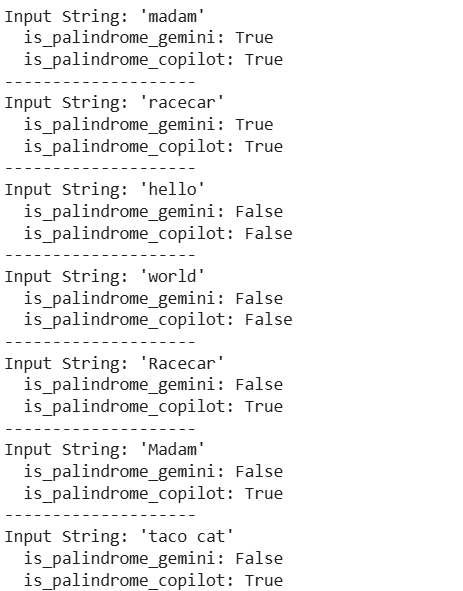 Input String: 'madam'
  is_palindrome_gemini: True
  is_palindrome_copilot: True
--------------------
Input String: 'racecar'
  is_palindrome_gemini: True
  is_palindrome_copilot: True
--------------------
Input String: 'hello'
  is_palindrome_gemini: False
  is_palindrome_copilot: False
--------------------
Input String: 'world'
  is_palindrome_gemini: False
  is_palindrome_copilot: False
--------------------
Input String: 'Racecar'
  is_palindrome_gemini: False
  is_palindrome_copilot: True
--------------------
Input String: 'Madam'
  is_palindrome_gemini: False
  is_palindrome_copilot: True
--------------------
Input String: 'taco cat'
  is_palindrome_gemini: False
  is_palindrome_copilot: True